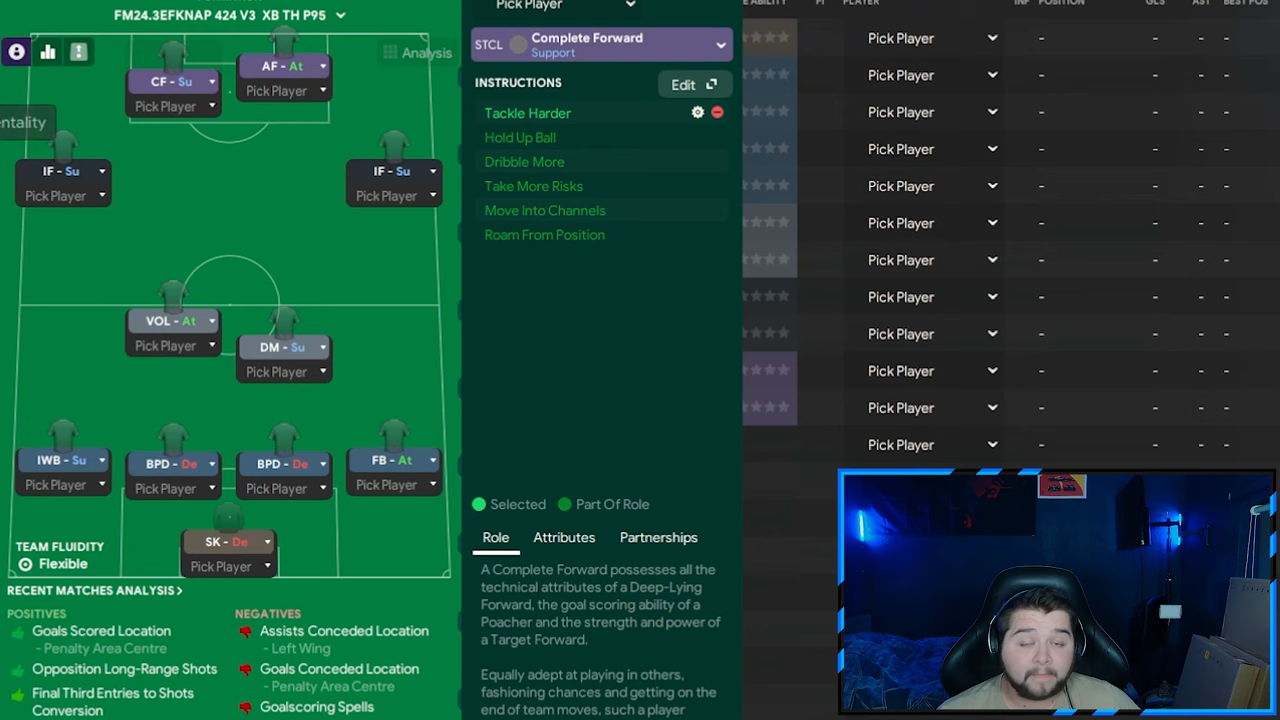 FM24.3EFKNAP 424 V3 XB TH P95
Analysis
entality
CF - Su
Pick Player
AF - At
Pick Player
IF - Su
Pick Player
IF - Su
Pick Player
VOL - At
Pick Player
DM - Su
Pick Player
IWB - Su
Pick Player
BPD - De
Pick Player
BPD - De
Pick Player
FB - At
Pick Player
SK - De
Pick Player
TEAM FLUIDITY
Flexible
RECENT MATCHES ANALYSIS >
POSITIVES
Goals Scored Location
- Penalty Area Centre
Opposition Long-Range Shots
Final Third Entries to Shots
Conversion
NEGATIVES
Assists Conceded Location
- Left Wing
Goals Conceded Location
- Penalty Area Centre
Goalscoring Spells
Pick Player
STCL Complete Forward
Support
INSTRUCTIONS
Edit
Tackle Harder
Hold Up Ball
Dribble More
Take More Risks
Move Into Channels
Roam From Position
Selected Part Of Role
Role Attributes Partnerships
A Complete Forward possesses all the
technical attributes of a Deep-Lying
Forward, the goal scoring ability of a
Poacher and the strength and power of
a Target Forward.
Equally adept at playing in others,
fashioning chances and getting on the
end of team moves, such a player
ABILITY PI PLAYER INF POSITION GLS AST BEST POS
Pick Player - - - -
Pick Player - - - -
Pick Player - - - -
Pick Player - - - -
Pick Player - - - -
Pick Player - - - -
Pick Player - - - -
Pick Player - - - -
Pick Player - - - -
Pick Player - - - -
Pick Player - - - -
Pick Player - - - -